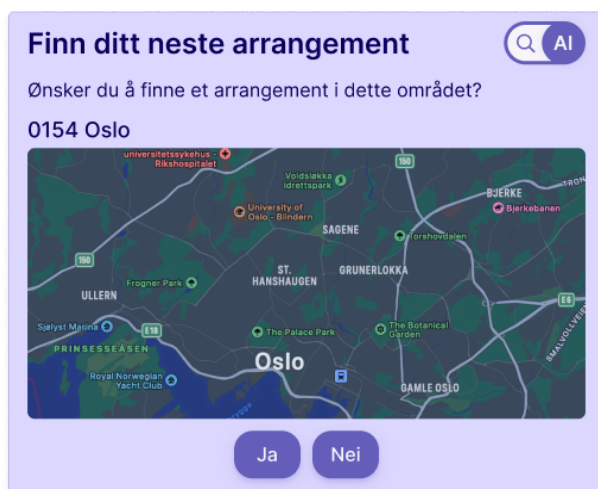 Finn ditt neste arrangement
AI
Ønsker du å finne et arrangement i dette området?
0154 Oslo
universitetssykehus -
Rikshospitalet
150
Voldsløkka
idrettspark
TRON
BJERKE
University of
Oslo - Blindern
Bjerkebanen
SAGENE
Torshovdalen
150
ST.
HANSHAUGEN
GRUNERLOKKA
Frogner Park
ULLERN
E6
Sjølyst Marina
E18
The Palace Park
The Botanical
Garden
SMALVOLLVEIEN
PRINSESSEÅSEN
Oslo
Royal Norwegian
Yacht Club
GAMLE OSLO
Ja
Nei